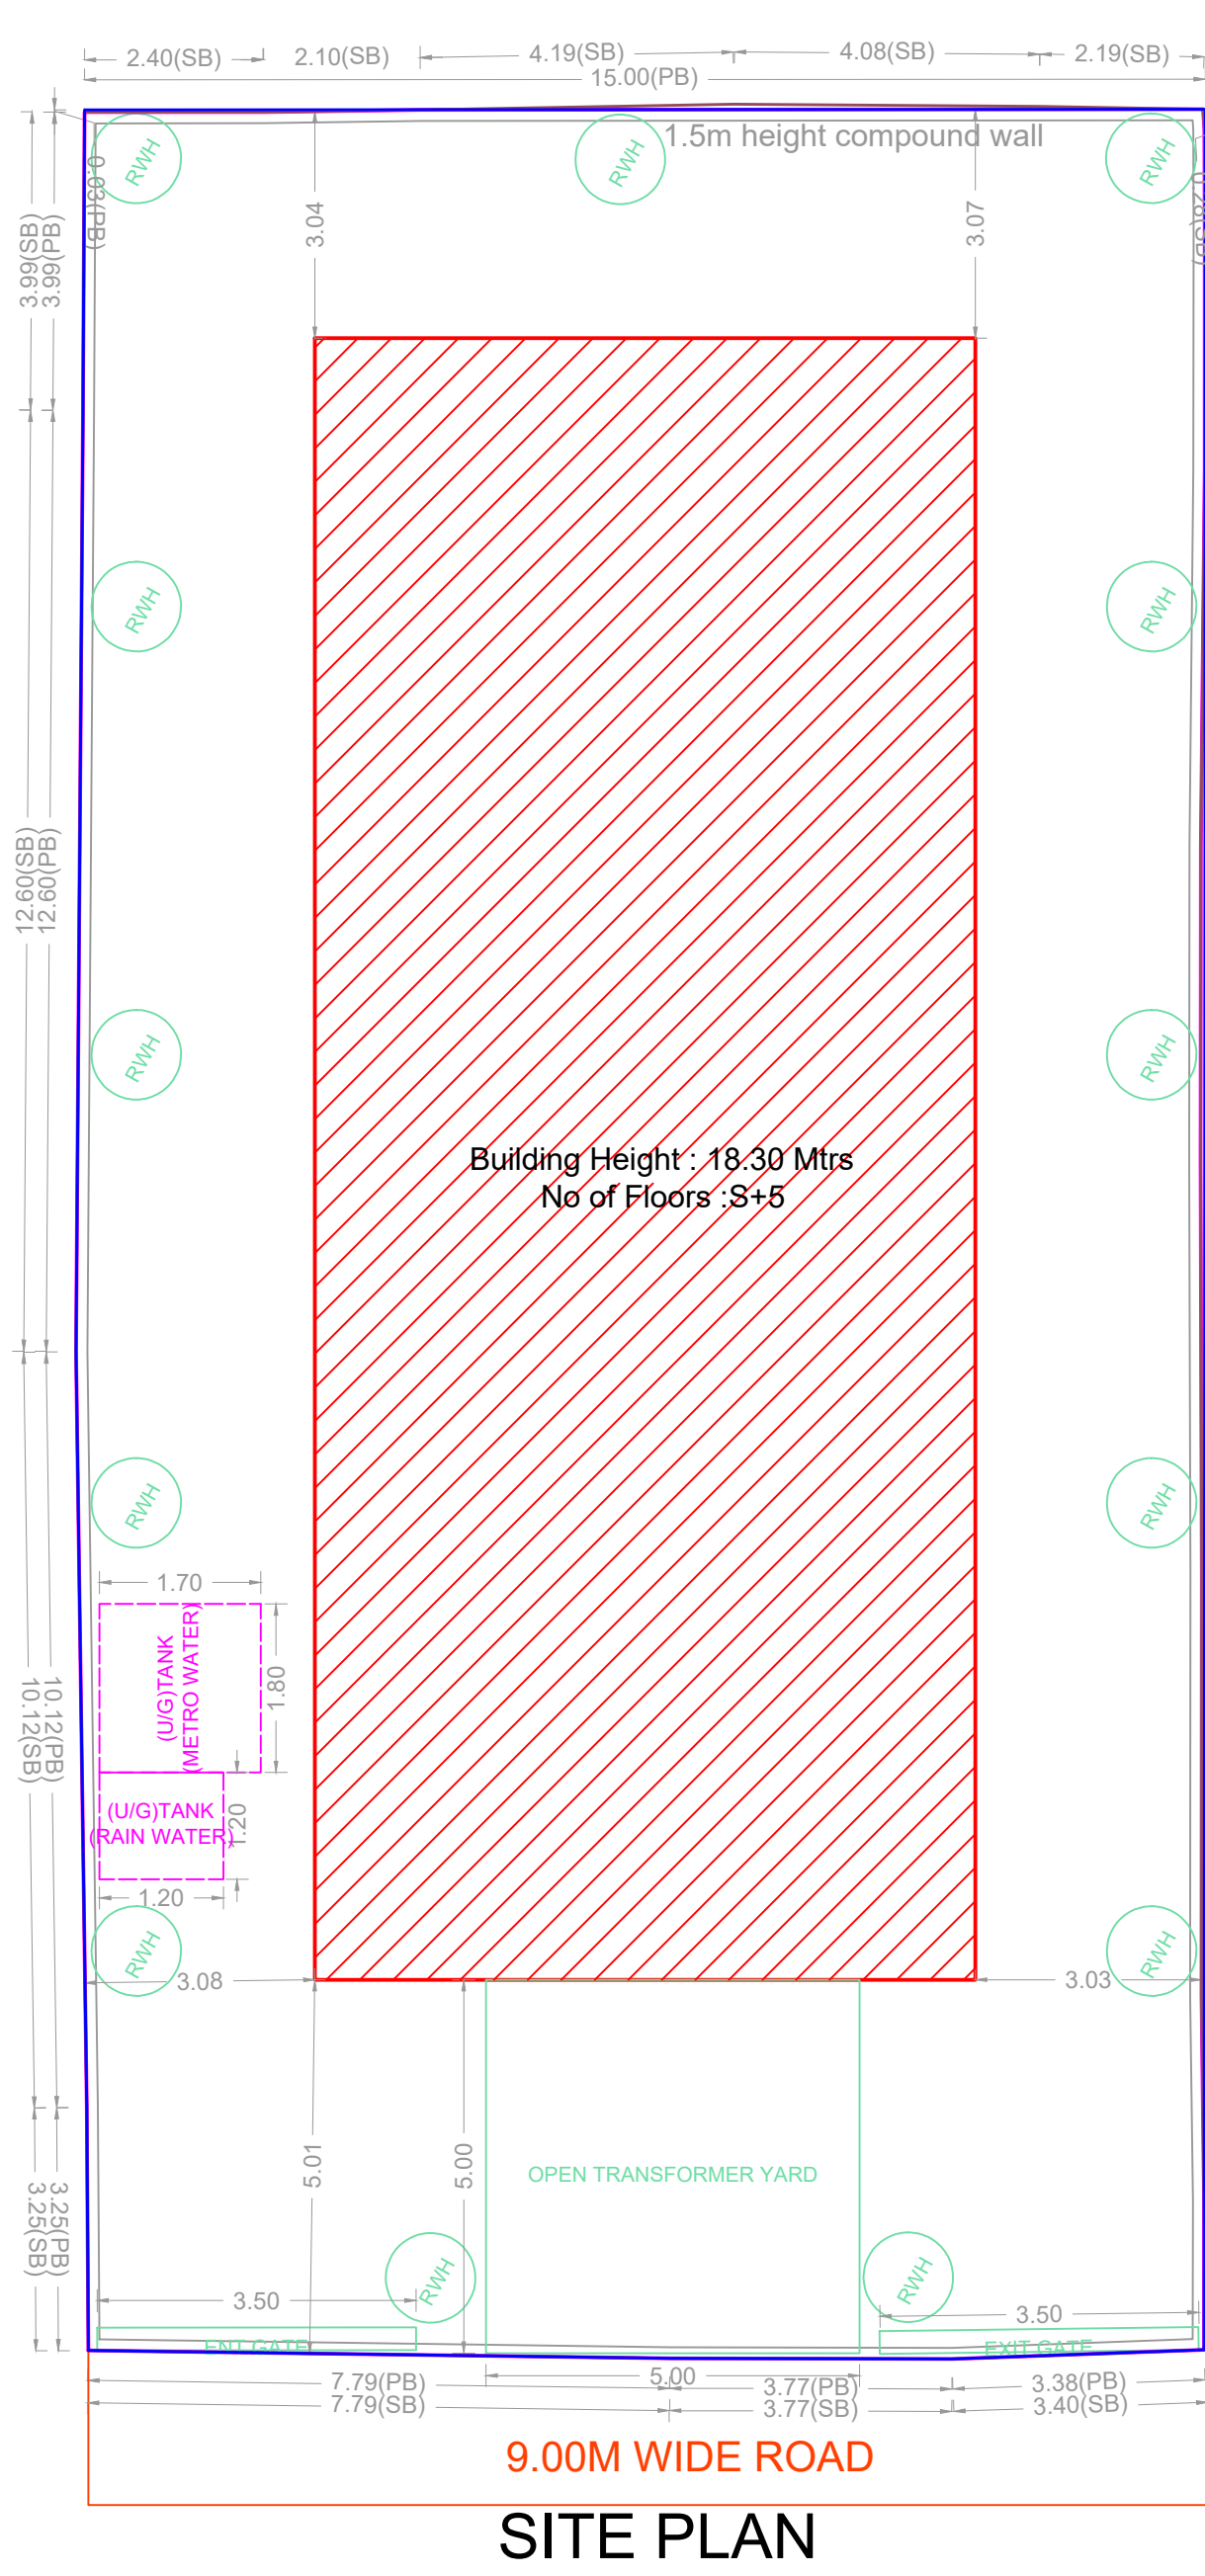 2.40(SB)
2.10(SB)
4.19(SB)
4.08(SB)
2.19(SB)
15.00(PB)
1.5m height compound wall
RWH
RWH
RWH
0.03(PB)
0.28(SB)
3.99(SB)
3.99(PB)
3.04
3.07
RWH
RWH
12.60(SB)
12.60(PB)
RWH
RWH
Building Height : 18.30 Mtrs
No of Floors :S+5
RWH
RWH
1.70
(U/G)TANK
(METRO WATER)
1.80
10.12(SB)
10.12(PB)
(U/G)TANK
(RAIN WATER)
1.20
1.20
RWH
RWH
3.08
3.03
5.01
5.00
OPEN TRANSFORMER YARD
3.25(SB)
3.25(PB)
RWH
RWH
3.50
3.50
ENT GATE
EXIT GATE
5.00
7.79(PB)
3.77(PB)
3.38(PB)
7.79(SB)
3.77(SB)
3.40(SB)
9.00M WIDE ROAD
SITE PLAN